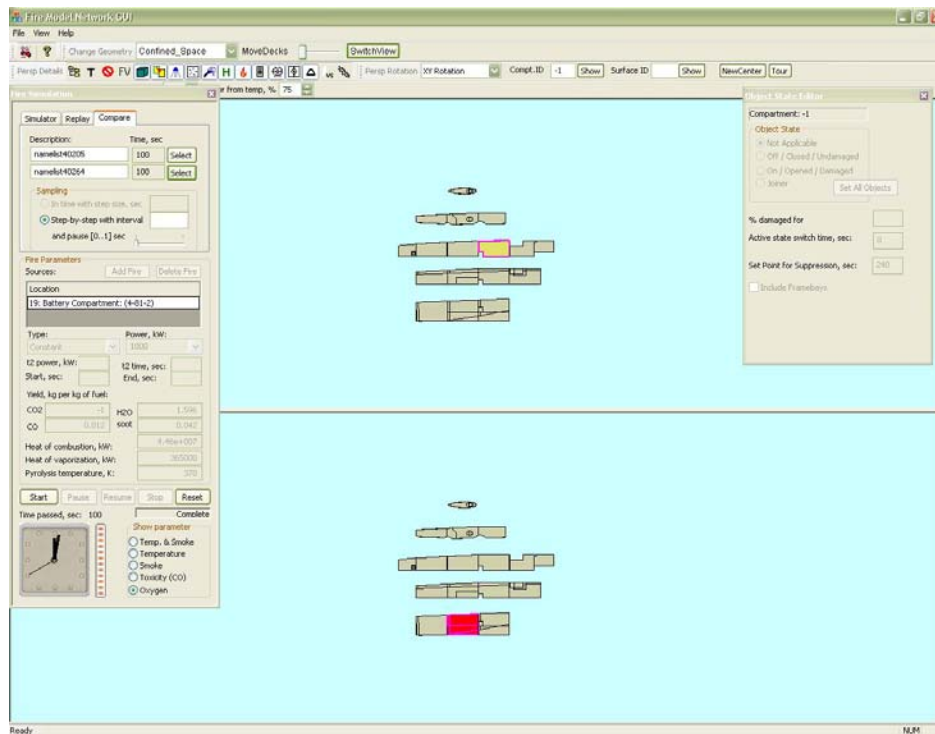 Fire Model Network GUI
File View Help
Change Geometry Confined_Space MoveDecks SwitchView
Persp Details T FV H vs Persp Rotation XY Rotation Compt.ID -1 Show Surface ID Show NewCenter Tour
Fire Simulation
r from temp, % 75
Object State Editor
Simulator Replay Compare
Description: Time, sec
namelist40205 100 Select
namelist40264 100 Select
Sampling
In time with step size, sec
Step-by-step with interval
and pause [0..1] sec
Fire Parameters
Sources: Add Fire Delete Fire
Location
19: Battery Compartment: (4-81-2)
Type: Power, kW:
Constant 1000
t2 power, kW: t2 time, sec:
Start, sec: End, sec:
Yield, kg per kg of fuel:
CO2 -1 H2O 1.596
CO 0.012 soot 0.042
Heat of combustion, kW: 4.46e+007
Heat of vaporization, kW: 365000
Pyrolysis temperature, K: 370
Start Pause Resume Stop Reset
Time passed, sec: 100 Complete
Show parameter
Temp. & Smoke
Temperature
Smoke
Toxicity (CO)
Oxygen
Compartment: -1
Object State
Not Applicable
Off / Closed / Undamaged
On / Opened / Damaged
Joiner Set All Objects
% damaged for
Active state switch time, sec: 0
Set Point for Suppression, sec: 240
Include Framebays
Ready NUM